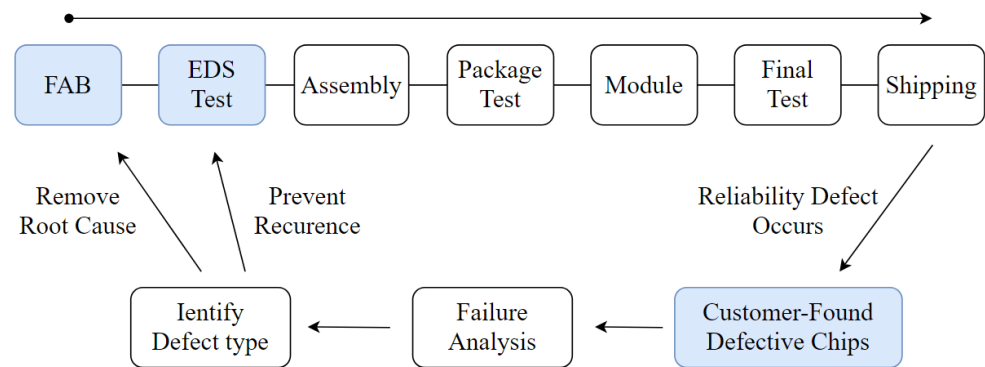 FAB
EDS
Test
Assembly
Package
Test
Module
Final
Test
Shipping
Remove
Root Cause
Prevent
Recurence
Reliability Defect
Occurs
Ientify
Defect type
Failure
Analysis
Customer-Found
Defective Chips